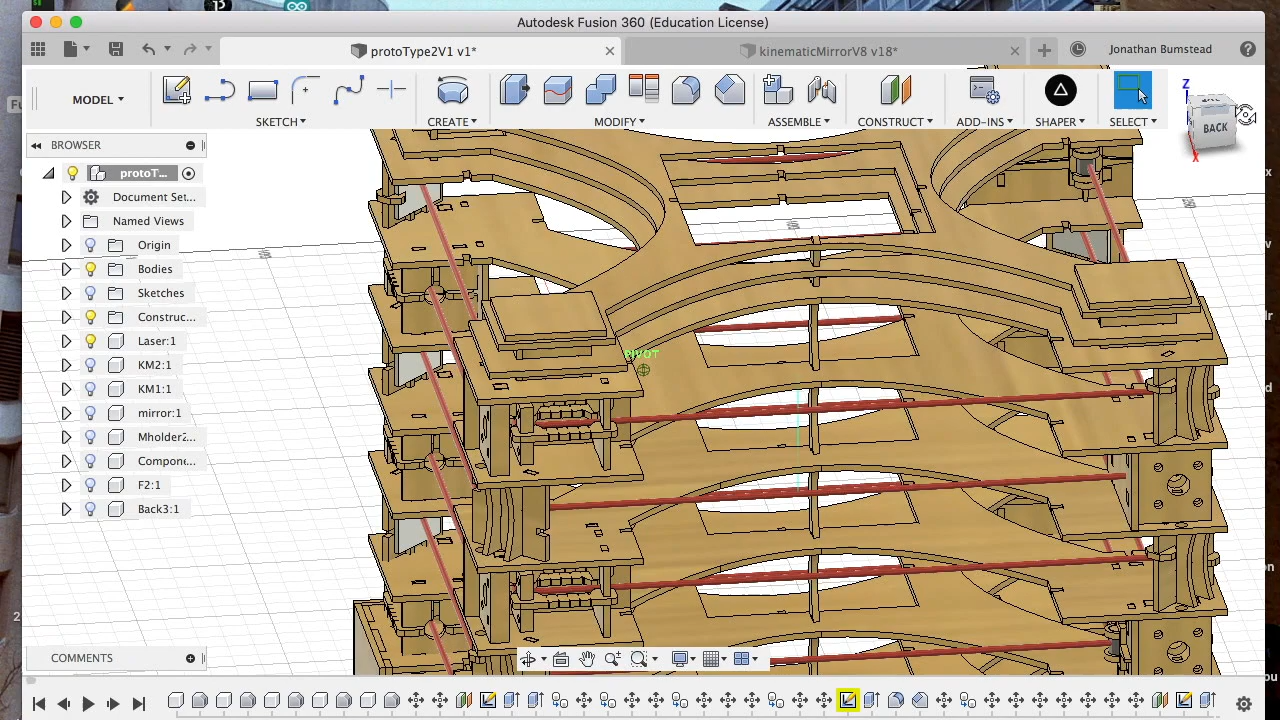 Autodesk Fusion 360 (Education License)
protoType2V1 v1*
kinematicMirrorV8 v18*
Jonathan Bumstead
MODEL
SKETCH
CREATE
MODIFY
ASSEMBLE
CONSTRUCT
ADD-INS
SHAPER
SELECT
Z
BACK
X
BROWSER
protoT...
Document Set...
Named Views
Origin
Bodies
Sketches
Construc...
Laser:1
KM2:1
KM1:1
mirror:1
Mholder2...
Compone...
F2:1
Back3:1
PIVOT
COMMENTS